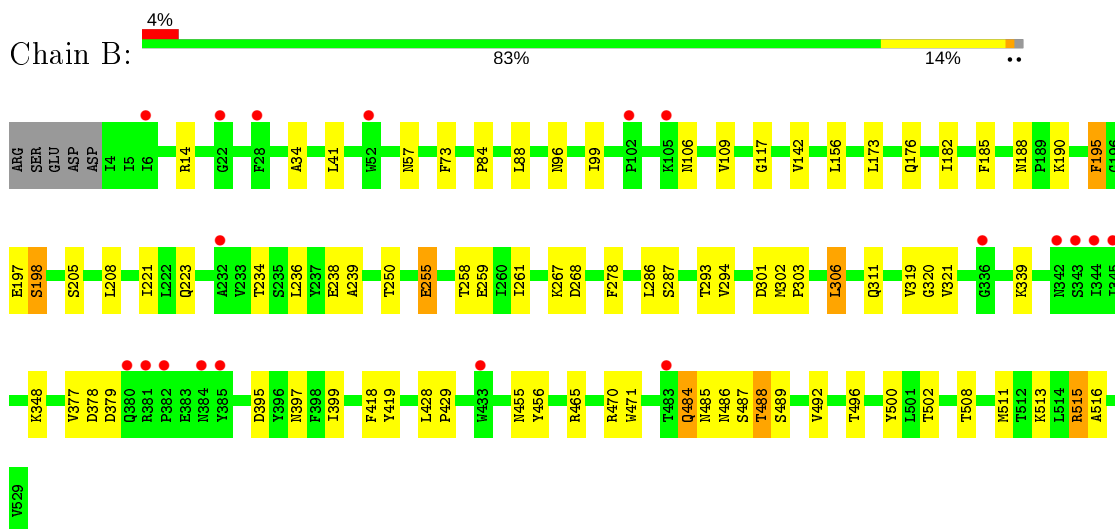 4%
Chain B:
83% 14% ••
ARG SER GLU ASP ASP I4 I5 I6 R14 G22 F28 A34 L41 W52 N57 F73 P84 L88 N96 I99 P102 K105 N106 V109 G117 V142 L156 L173 Q176 I182 F185 N188 P189 K190 F195 G196
E197 S198 S205 L208 I221 L222 Q223 A232 V233 T234 S235 L236 Y237 E238 A239 T250 E255 T258 E259 I260 I261 K267 D268 F278 L286 S287 T293 V294 D301 M302 P303 L306 Q311 V319 G320 V321 G336 K339 N342 S343 I344 I345
K348 V377 D378 D379 Q380 R381 P382 E383 N384 Y385 D395 Y396 N397 F398 I399 F418 Y419 L428 P429 W433 N455 Y456 R465 R470 W471 T483 Q484 N485 N486 S487 T488 S489 V492 T496 Y500 L501 T502 T508 M511 T512 K513 L514 R515 A516
V529